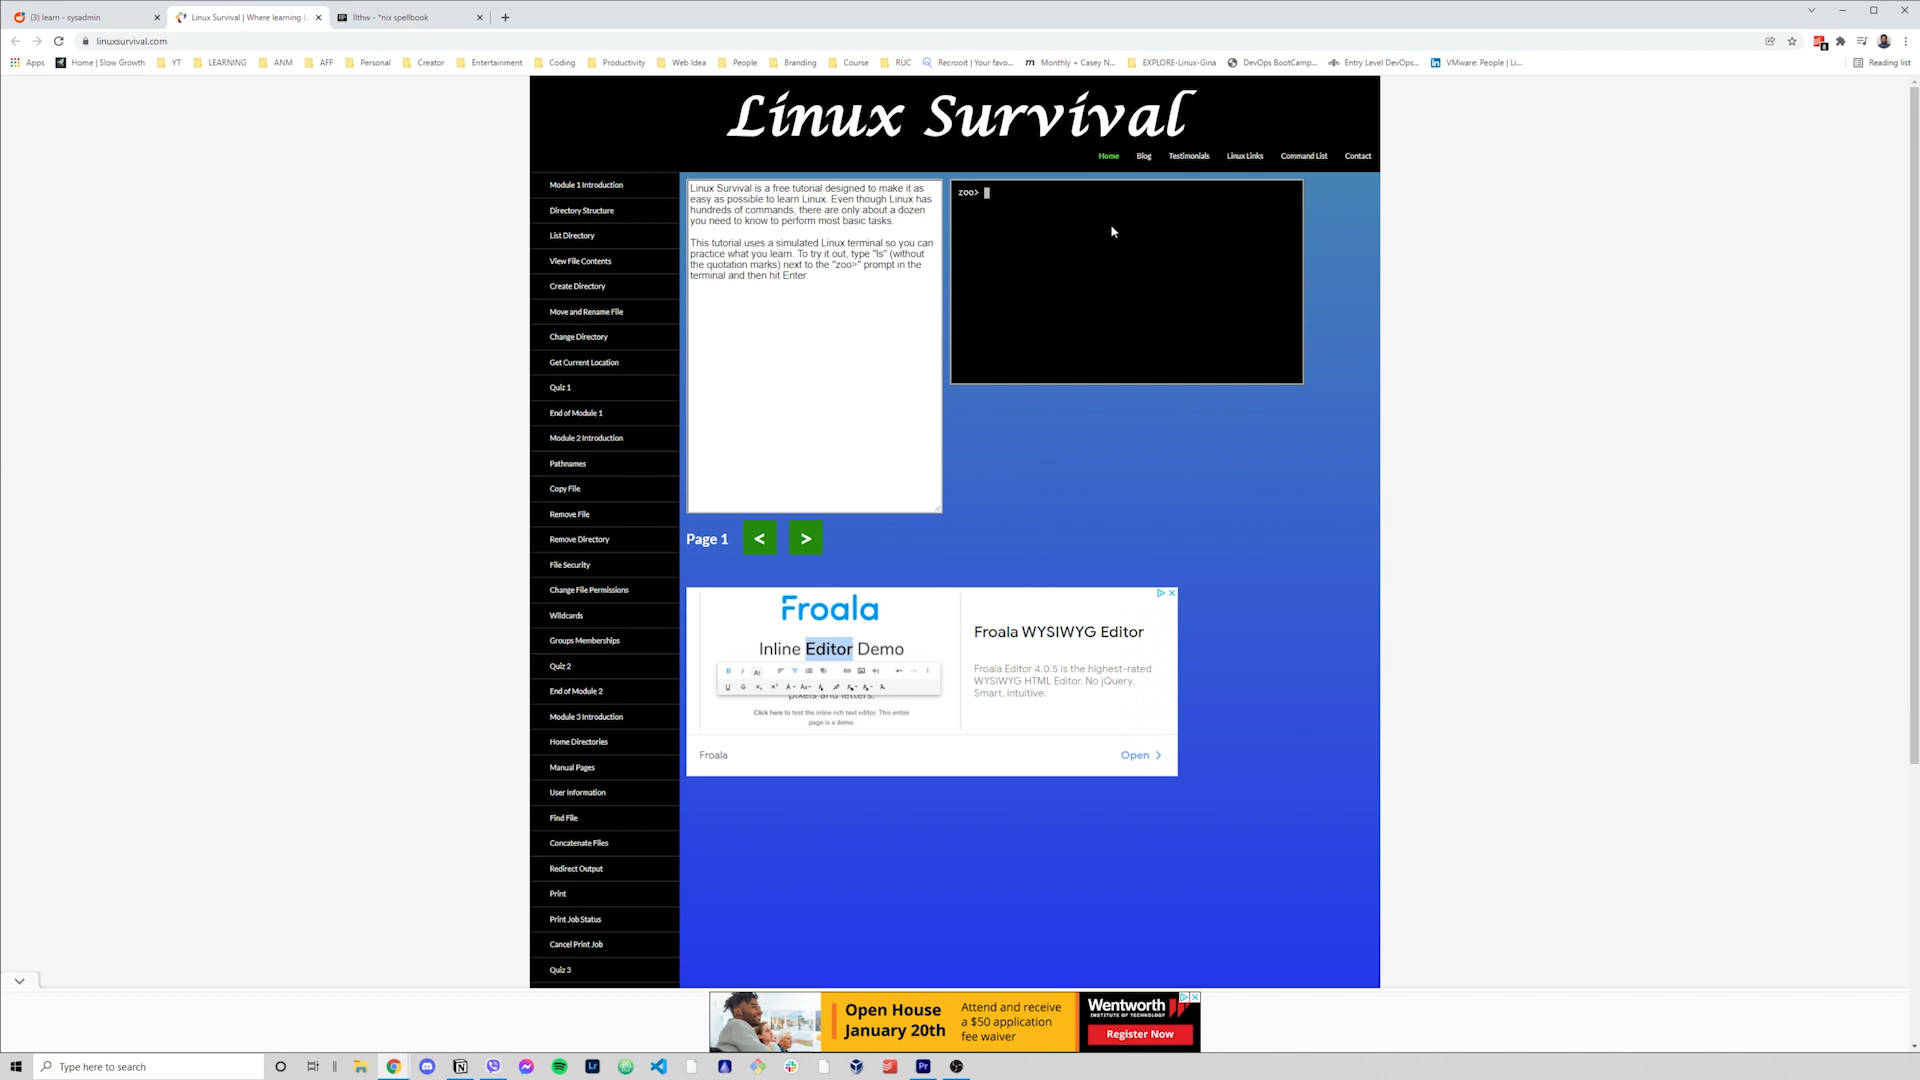 (3) learn - sysadmin
Linux Survival | Where learning L
llthw - *nix spellbook
linuxsurvival.com
Apps
Home | Slow Growth
YT
LEARNING
ANM
AFF
Personal
Creator
Entertainment
Coding
Productivity
Web Idea
People
Branding
Course
RUC
Recrooit | Your favo...
Monthly + Casey N...
EXPLORE-Linux-Gina
DevOps BootCamp...
Entry Level DevOps...
VMware: People | Li...
Reading list
Linux Survival
Home
Blog
Testimonials
Linux Links
Command List
Contact
Module 1 Introduction
Directory Structure
List Directory
View File Contents
Create Directory
Move and Rename File
Change Directory
Get Current Location
Quiz 1
End of Module 1
Module 2 Introduction
Pathnames
Copy File
Remove File
Remove Directory
File Security
Change File Permissions
Wildcards
Groups Memberships
Quiz 2
End of Module 2
Module 3 Introduction
Home Directories
Manual Pages
User Information
Find File
Concatenate Files
Redirect Output
Print
Print Job Status
Cancel Print Job
Quiz 3
Linux Survival is a free tutorial designed to make it as
easy as possible to learn Linux. Even though Linux has
hundreds of commands, there are only about a dozen
you need to know to perform most basic tasks.
This tutorial uses a simulated Linux terminal so you can
practice what you learn. To try it out, type "ls" (without
the quotation marks) next to the "zoo>" prompt in the
terminal and then hit Enter.
zoo>
Page 1
<
>
Froala
Inline Editor Demo
pixels and letters.
Click here to test the inline rich text editor. This entire
page is a demo.
Froala WYSIWYG Editor
Froala Editor 4.0.5 is the highest-rated
WYSIWYG HTML Editor. No jQuery.
Smart, intuitive.
Froala
Open >
Open House
January 20th
Attend and receive
a $50 application
fee waiver
Wentworth
INSTITUTE OF TECHNOLOGY
Register Now
Type here to search
Lr
Pr